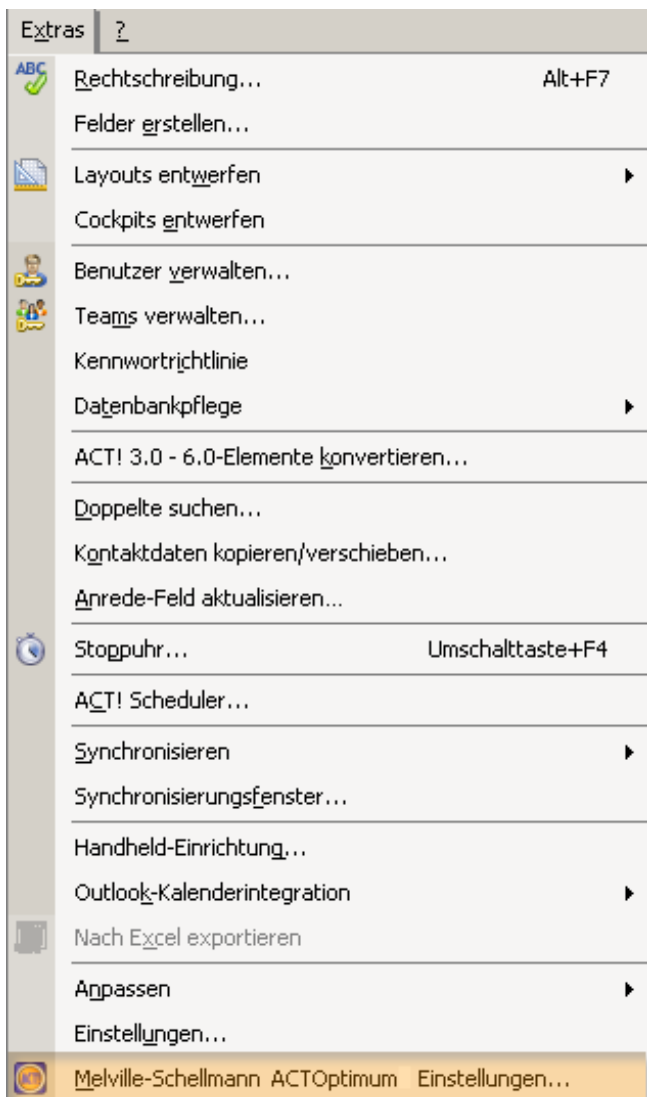 Extras ?
ABC
Rechtschreibung... Alt+F7
Felder erstellen...
Layouts entwerfen
Cockpits entwerfen
Benutzer verwalten...
Teams verwalten...
Kennwortrichtlinie
Datenbankpflege
ACT! 3.0 - 6.0-Elemente konvertieren...
Doppelte suchen...
Kontaktdaten kopieren/verschieben...
Anrede-Feld aktualisieren...
Stoppuhr... Umschalttaste+F4
ACT! Scheduler...
Synchronisieren
Synchronisierungsfenster...
Handheld-Einrichtung...
Outlook-Kalenderintegration
Nach Excel exportieren
Anpassen
Einstellungen...
Melville-Schellmann ACTOptimum Einstellungen...